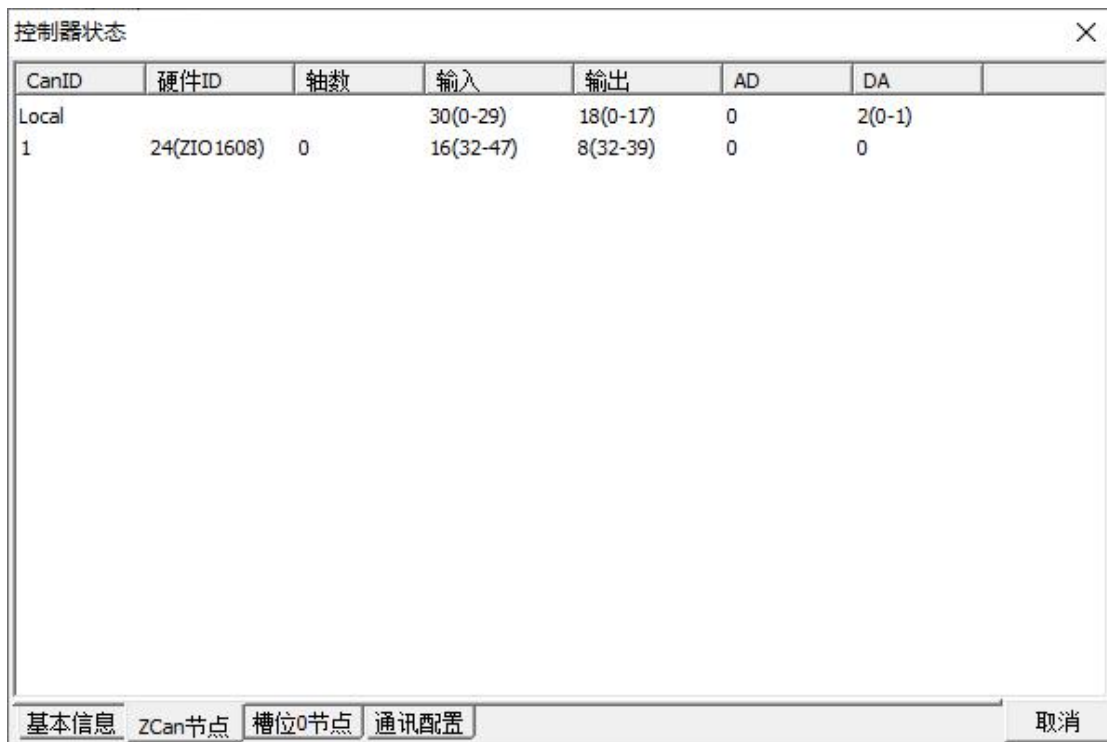 控制器状态
CanID 硬件ID 轴数 输入 输出 AD DA
Local 30(0-29) 18(0-17) 0 2(0-1)
1 24(ZIO1608) 0 16(32-47) 8(32-39) 0 0
基本信息 ZCan节点 槽位0节点 通讯配置 取消